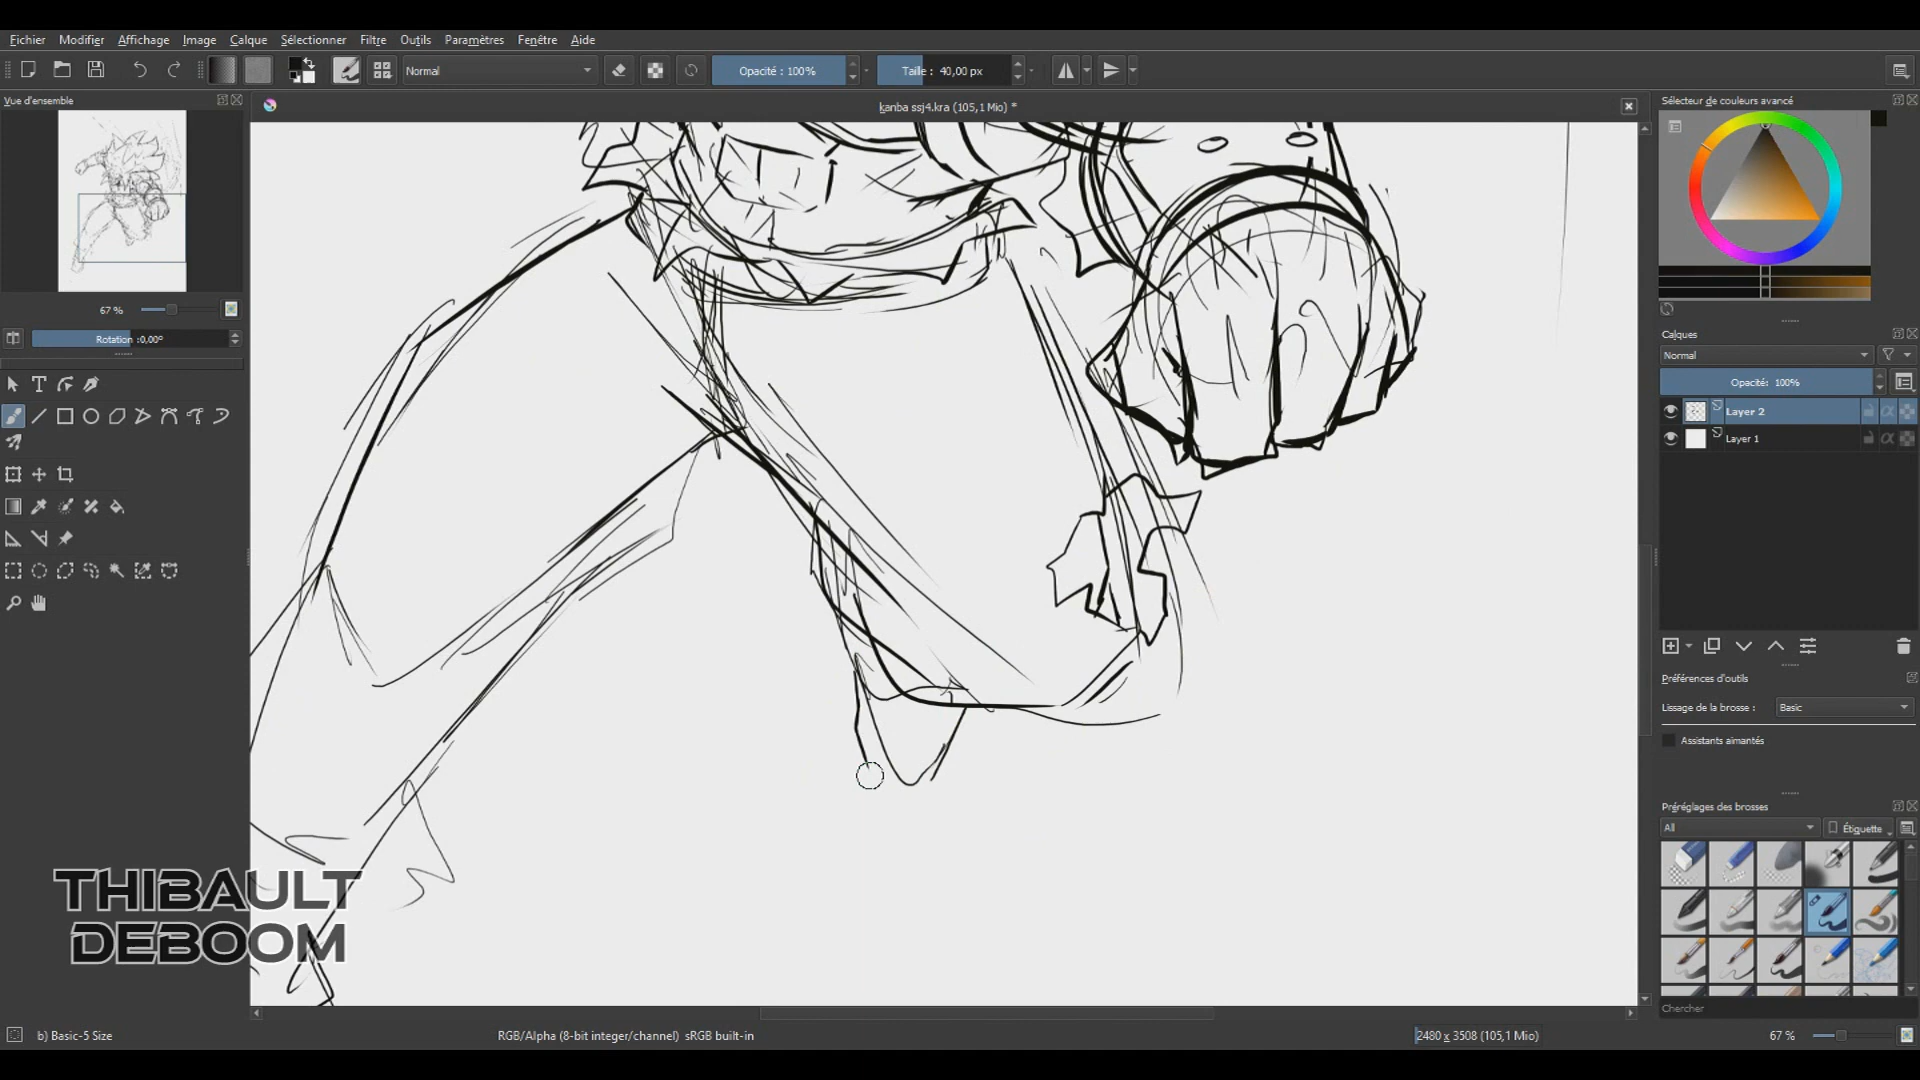 Fichier Modifier Affichage Image Calque Sélectionner Filtre Outils Paramètres Fenêtre Aide
Normal Opacité : 100% Taille : 40,00 px
Vue d'ensemble
kanba ssj4.kra (105,1 Mio) *
Sélecteur de couleurs avancé
67 %
Rotation :0,00°
Calques
Normal
Opacité: 100%
Layer 2
Layer 1
Préférences d'outils
Lissage de la brosse : Basic
Assistants aimantés
Préréglages des brosses
All Étiquette
THIBAULT
DEBOOM
Chercher
b) Basic-5 Size RGB/Alpha (8-bit integer/channel) sRGB built-in 2480 x 3508 (105,1 Mio) 67 %